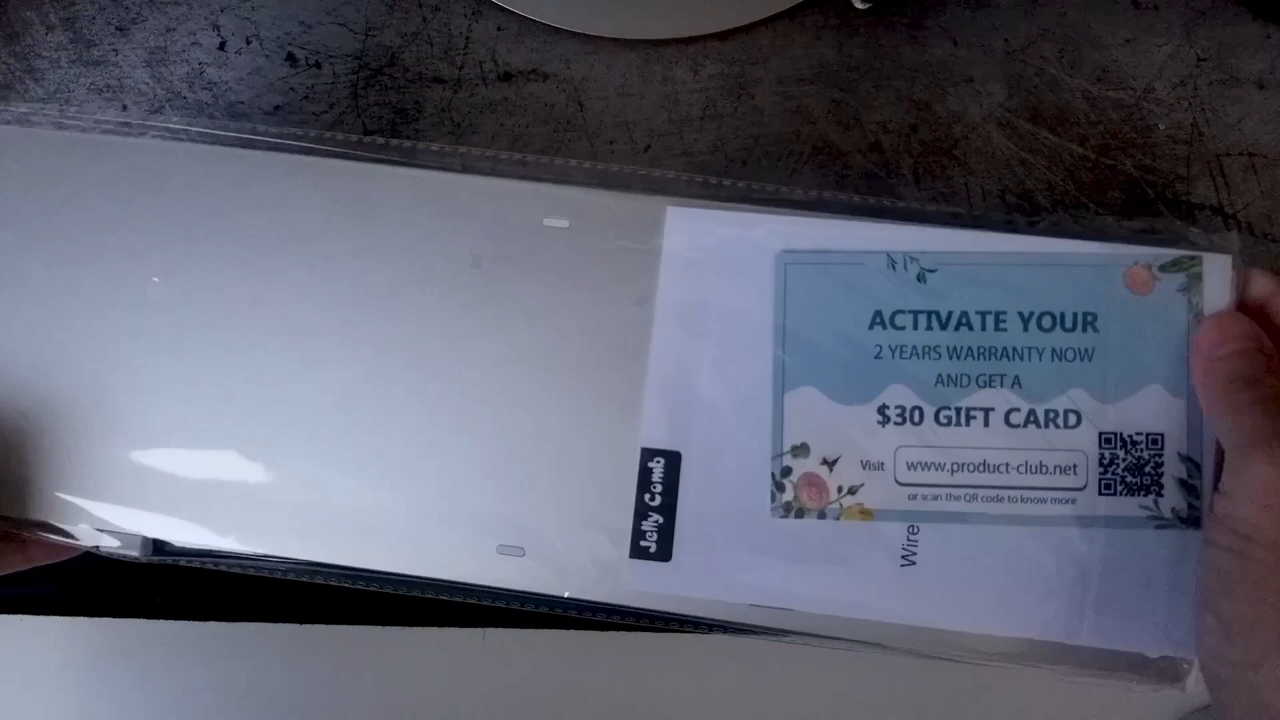 ACTIVATE YOUR
2 YEARS WARRANTY NOW
AND GET A
$30 GIFT CARD
Visit www.product-club.net
or scan the QR code to know more
Jelly Comb
Wire